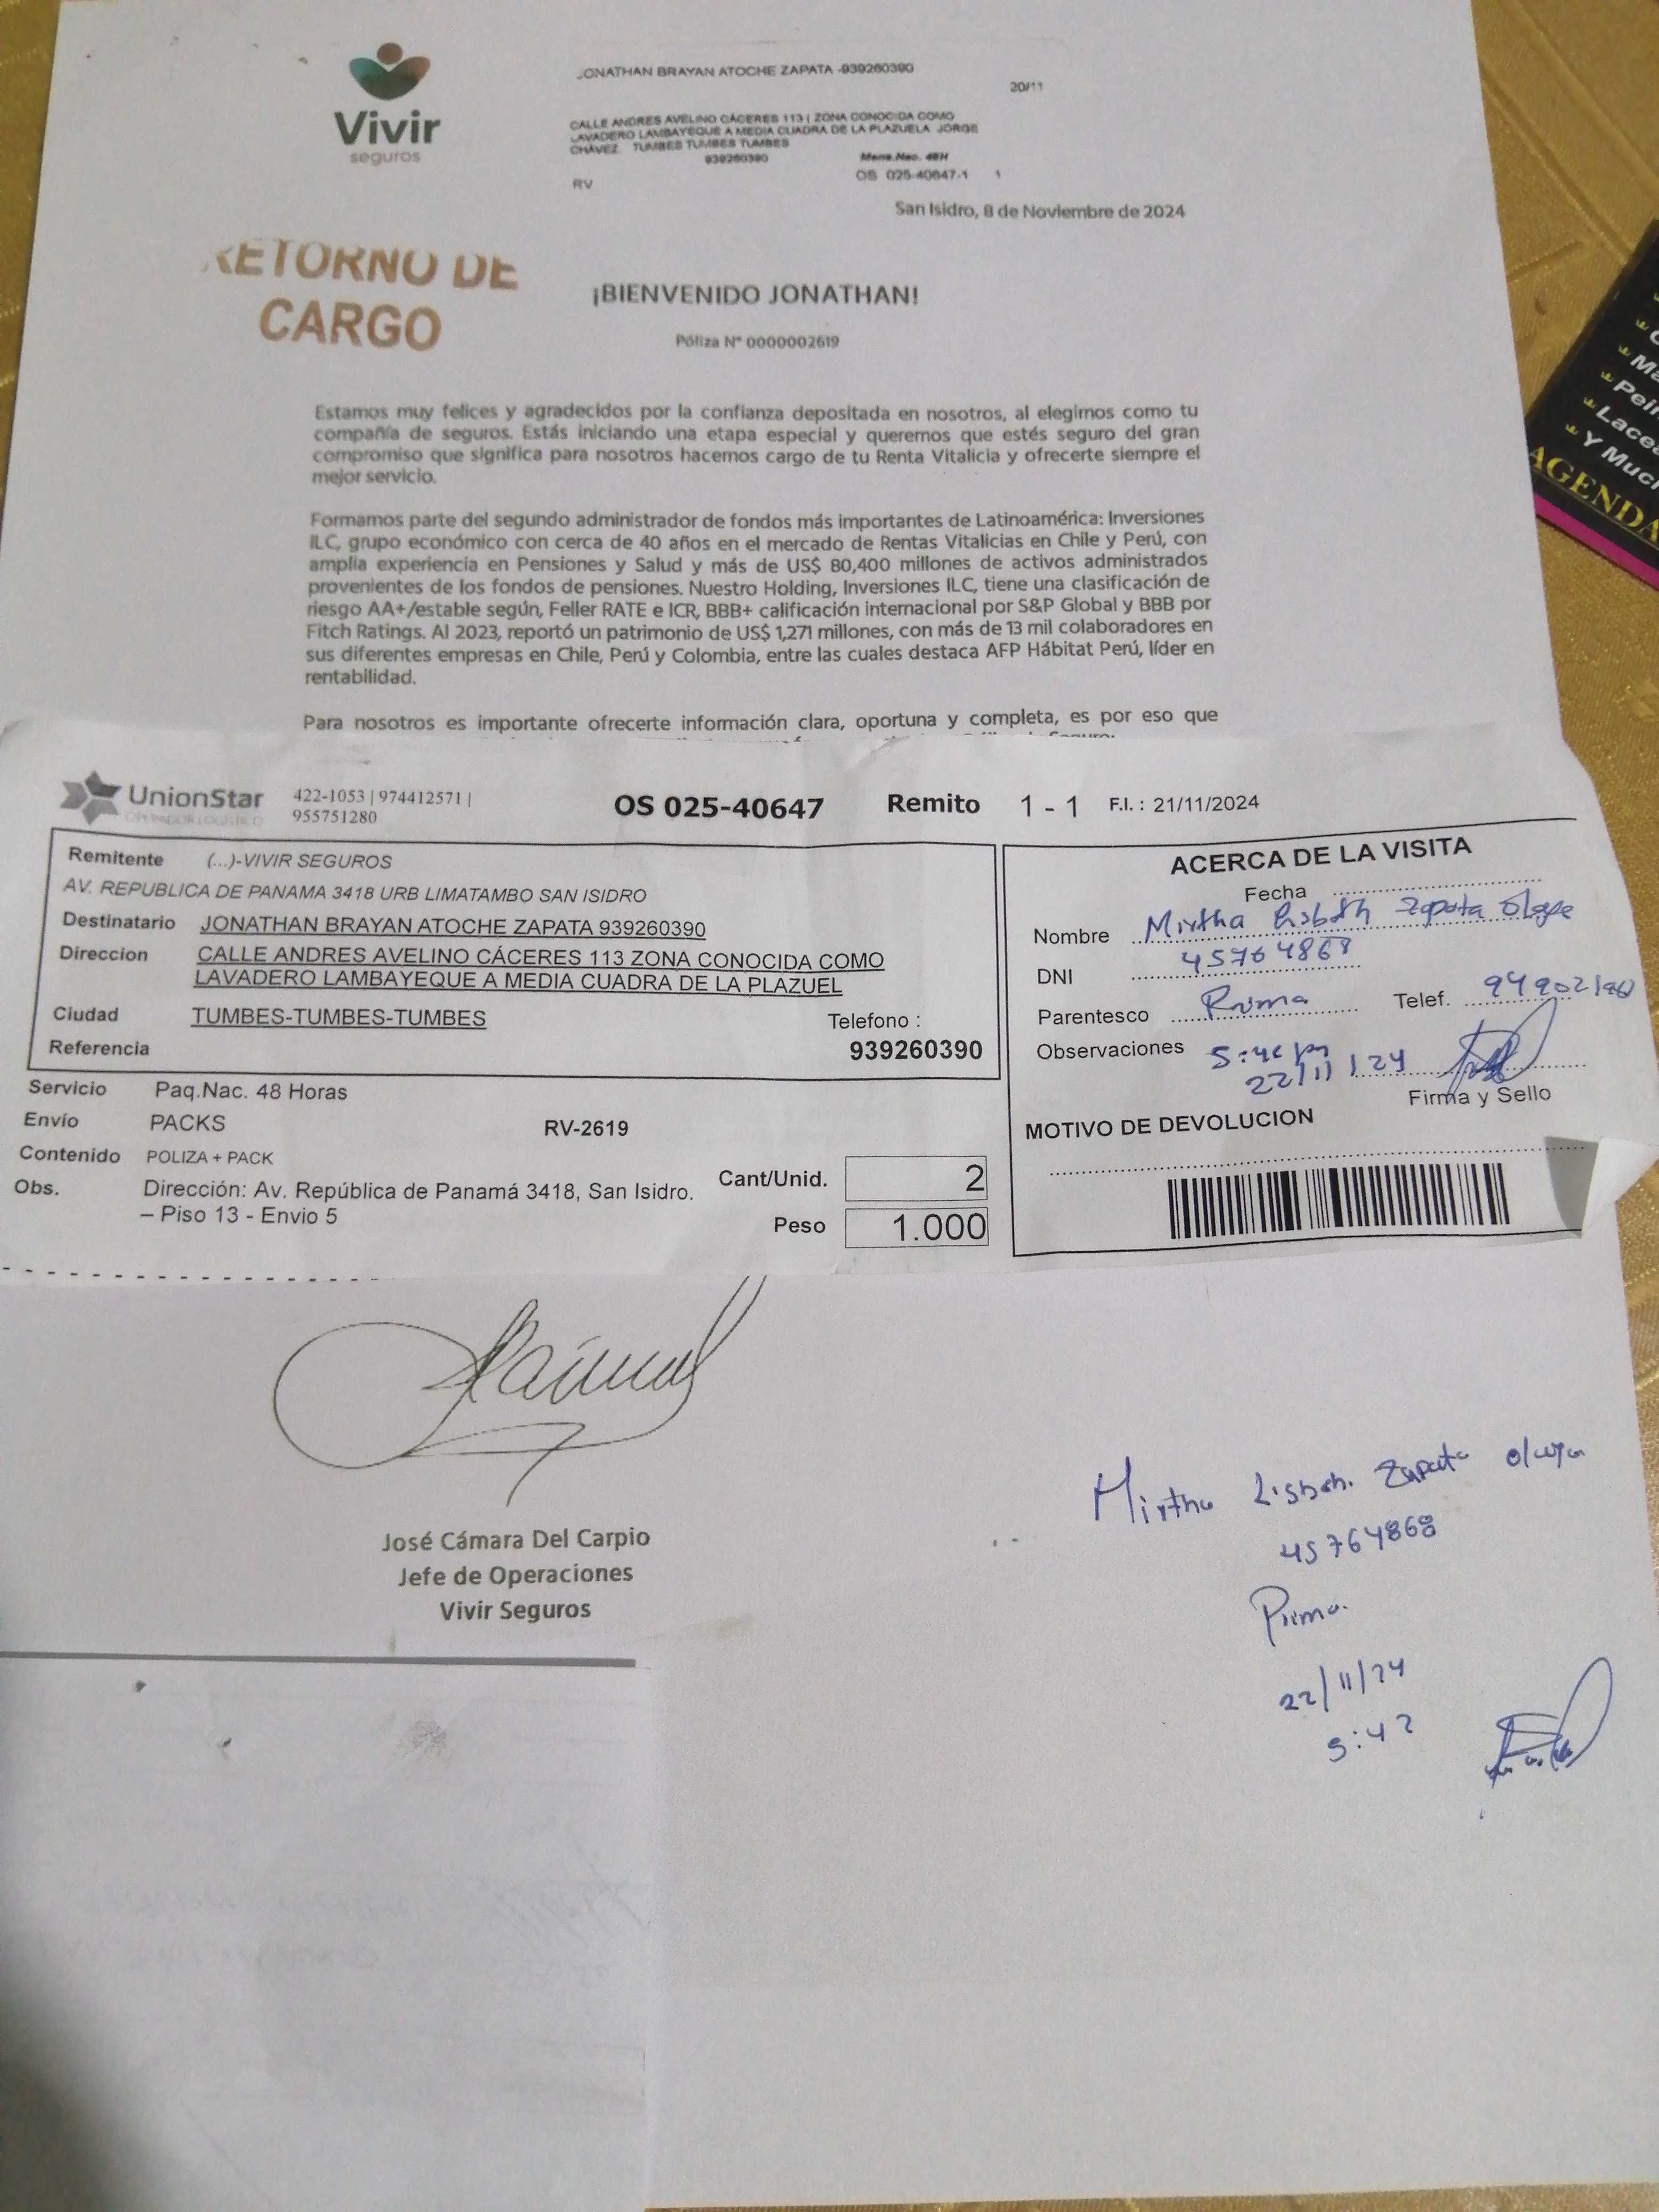 Vivir
seguros
JONATHAN BRAYAN ATOCHE ZAPATA -939260390
20/11
CALLE ANDRES AVELINO CÁCERES 113 | ZONA CONOCIDA COMO
LAVADERO LAMBAYEQUE A MEDIA CUADRA DE LA PLAZUELA JORGE
CHÁVEZ TUMBES TUMBES TUMBES
939260390
Mens.Nac. 48H
OS 025-40647-1 1
RV
San Isidro, 8 de Noviembre de 2024
RETORNO DE
CARGO
¡BIENVENIDO JONATHAN!
Póliza N° 0000002619
Estamos muy felices y agradecidos por la confianza depositada en nosotros, al elegirnos como tu
compañía de seguros. Estás iniciando una etapa especial y queremos que estés seguro del gran
compromiso que significa para nosotros hacernos cargo de tu Renta Vitalicia y ofrecerte siempre el
mejor servicio.
Formamos parte del segundo administrador de fondos más importantes de Latinoamérica: Inversiones
ILC, grupo económico con cerca de 40 años en el mercado de Rentas Vitalicias en Chile y Perú, con
amplia experiencia en Pensiones y Salud y más de US$ 80,400 millones de activos administrados
provenientes de los fondos de pensiones. Nuestro Holding, Inversiones ILC, tiene una clasificación de
riesgo AA+/estable según, Feller RATE e ICR, BBB+ calificación internacional por S&P Global y BBB por
Fitch Ratings. Al 2023, reportó un patrimonio de US$ 1,271 millones, con más de 13 mil colaboradores en
sus diferentes empresas en Chile, Perú y Colombia, entre las cuales destaca AFP Hábitat Perú, líder en
rentabilidad.
Para nosotros es importante ofrecerte información clara, oportuna y completa, es por eso que
UnionStar
OPERADOR LOGISTICO
422-1053 | 974412571 |
955751280
OS 025-40647
Remito 1 - 1 F.I. : 21/11/2024
Remitente (...)-VIVIR SEGUROS
AV. REPUBLICA DE PANAMA 3418 URB LIMATAMBO SAN ISIDRO
Destinatario JONATHAN BRAYAN ATOCHE ZAPATA 939260390
Direccion CALLE ANDRES AVELINO CÁCERES 113 ZONA CONOCIDA COMO
LAVADERO LAMBAYEQUE A MEDIA CUADRA DE LA PLAZUEL
Ciudad TUMBES-TUMBES-TUMBES
Telefono :
Referencia 939260390
Servicio Paq.Nac. 48 Horas
Envío PACKS RV-2619
Contenido POLIZA + PACK
Cant/Unid. 2
Obs. Dirección: Av. República de Panamá 3418, San Isidro.
– Piso 13 - Envio 5
Peso 1.000
ACERCA DE LA VISITA
Fecha
Nombre Mirtha Zapata
DNI 45764868
Parentesco Prima Telef.
Observaciones
22/11/24
Firma y Sello
MOTIVO DE DEVOLUCION
José Cámara Del Carpio
Jefe de Operaciones
Vivir Seguros
Mirtha Zapata
45764868
Prima.
22/11/24
5:42
AGENDA